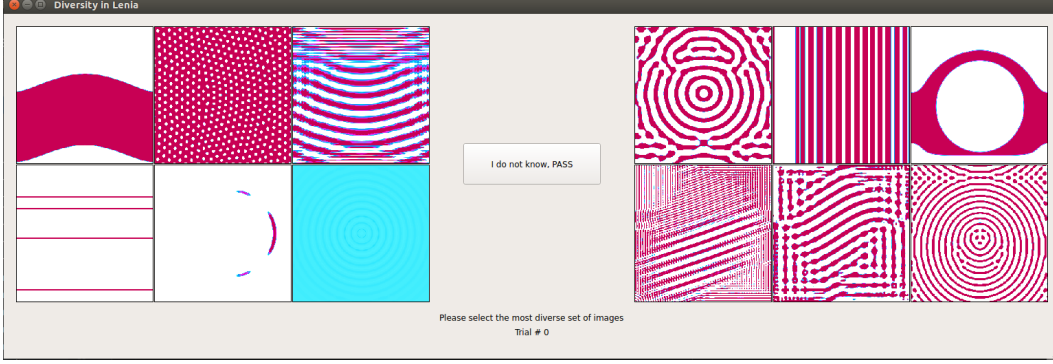 Diversity in Lenia
I do not know, PASS
Please select the most diverse set of images
Trial # 0